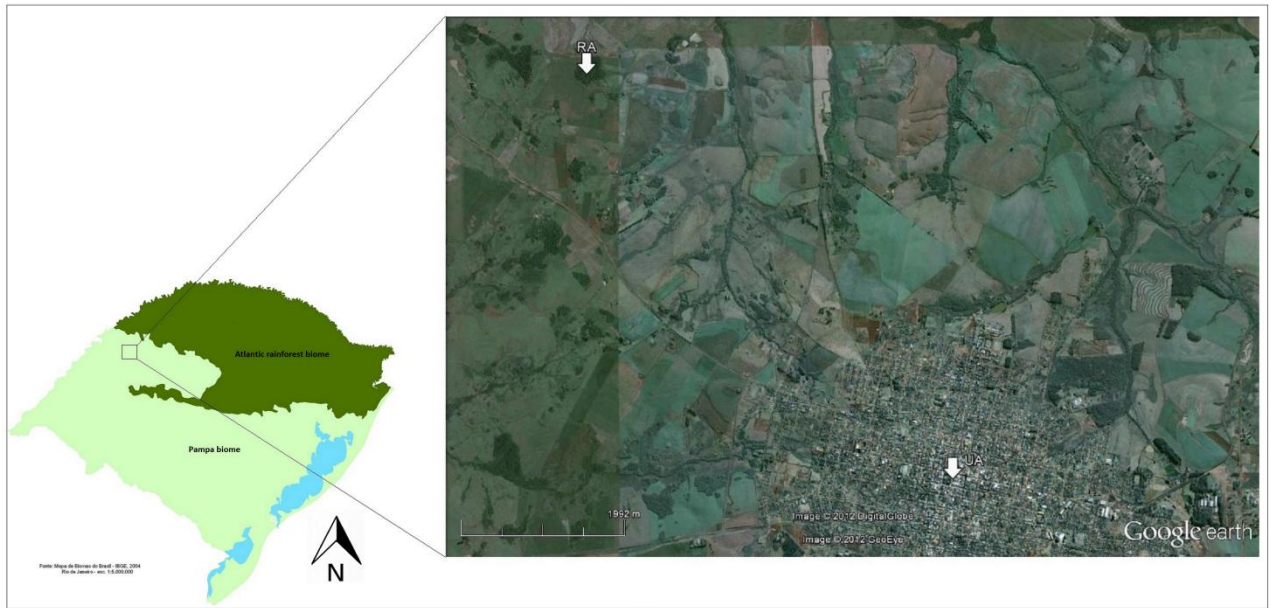 RA
Atlantic rainforest biome
Pampa biome
UA
1992 m
Image © 2012 DigitalGlobe
Image © 2012 GeoEye
Google earth
N
Fonte: Mapa de Biomas do Brasil - IBGE, 2004
Rio de Janeiro - esc. 1:5.000.000